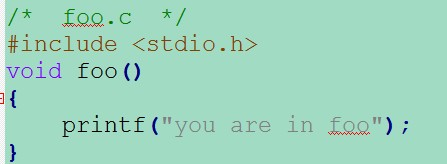 /*  foo.c  */
#include <stdio.h>
void foo()
{
    printf("you are in foo");
}